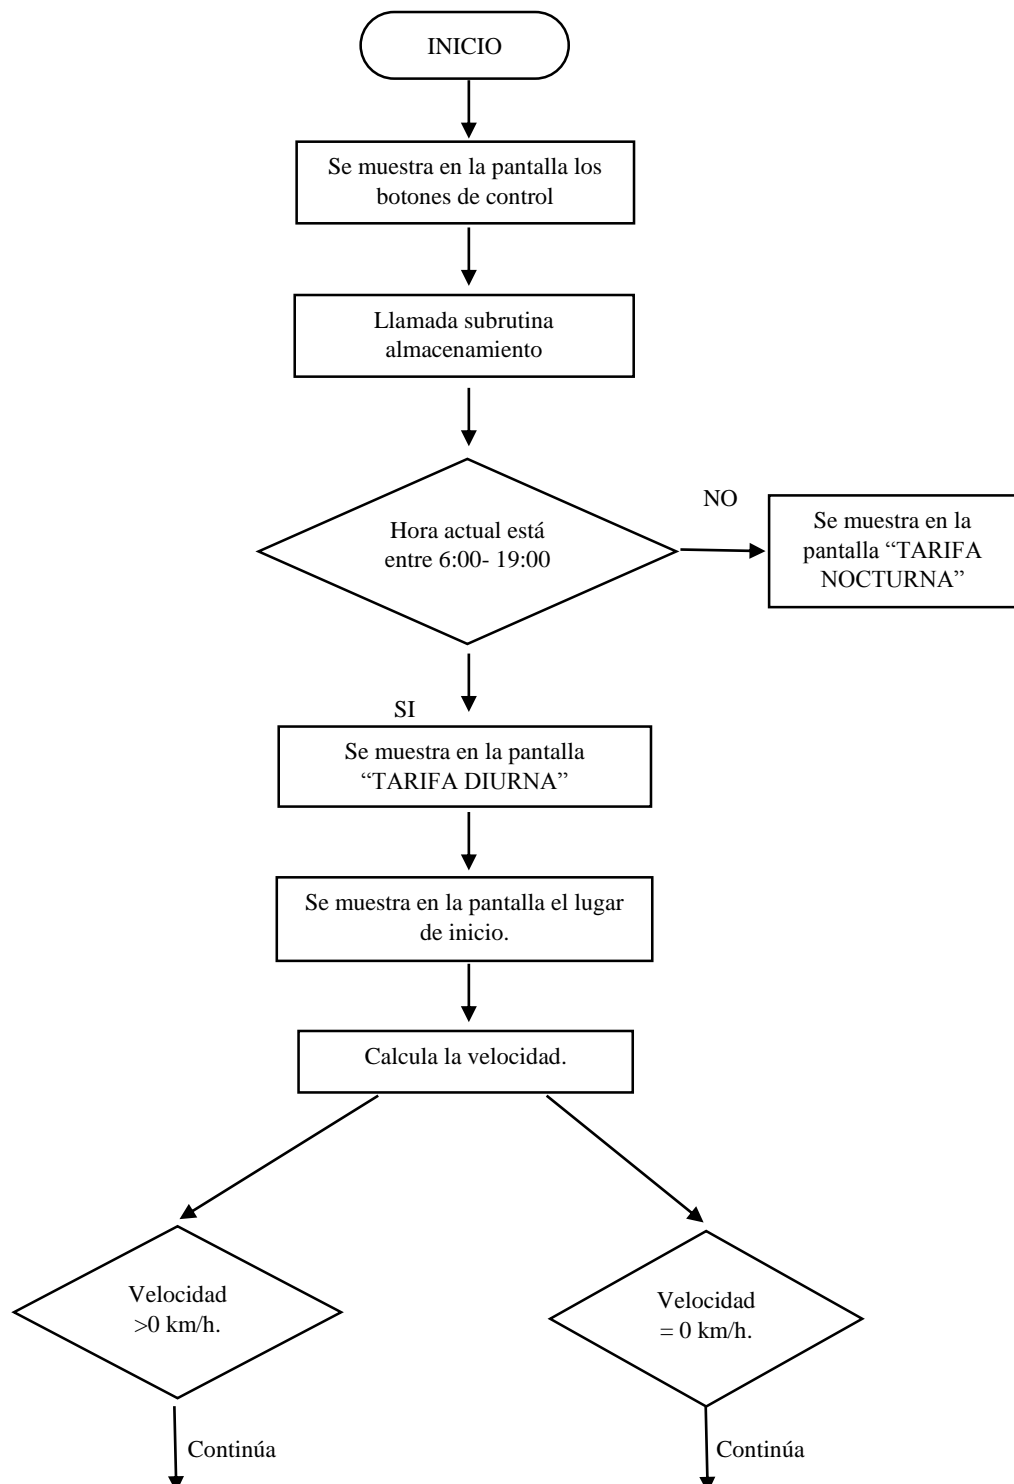 INICIO
Se muestra en la pantalla los
botones de control
Llamada subrutina
almacenamiento
Hora actual está
entre 6:00- 19:00
NO
Se muestra en la
pantalla “TARIFA
NOCTURNA”
SI
Se muestra en la pantalla
“TARIFA DIURNA”
Se muestra en la pantalla el lugar
de inicio.
Calcula la velocidad.
Velocidad
>0 km/h.
Velocidad
= 0 km/h.
Continúa
Continúa